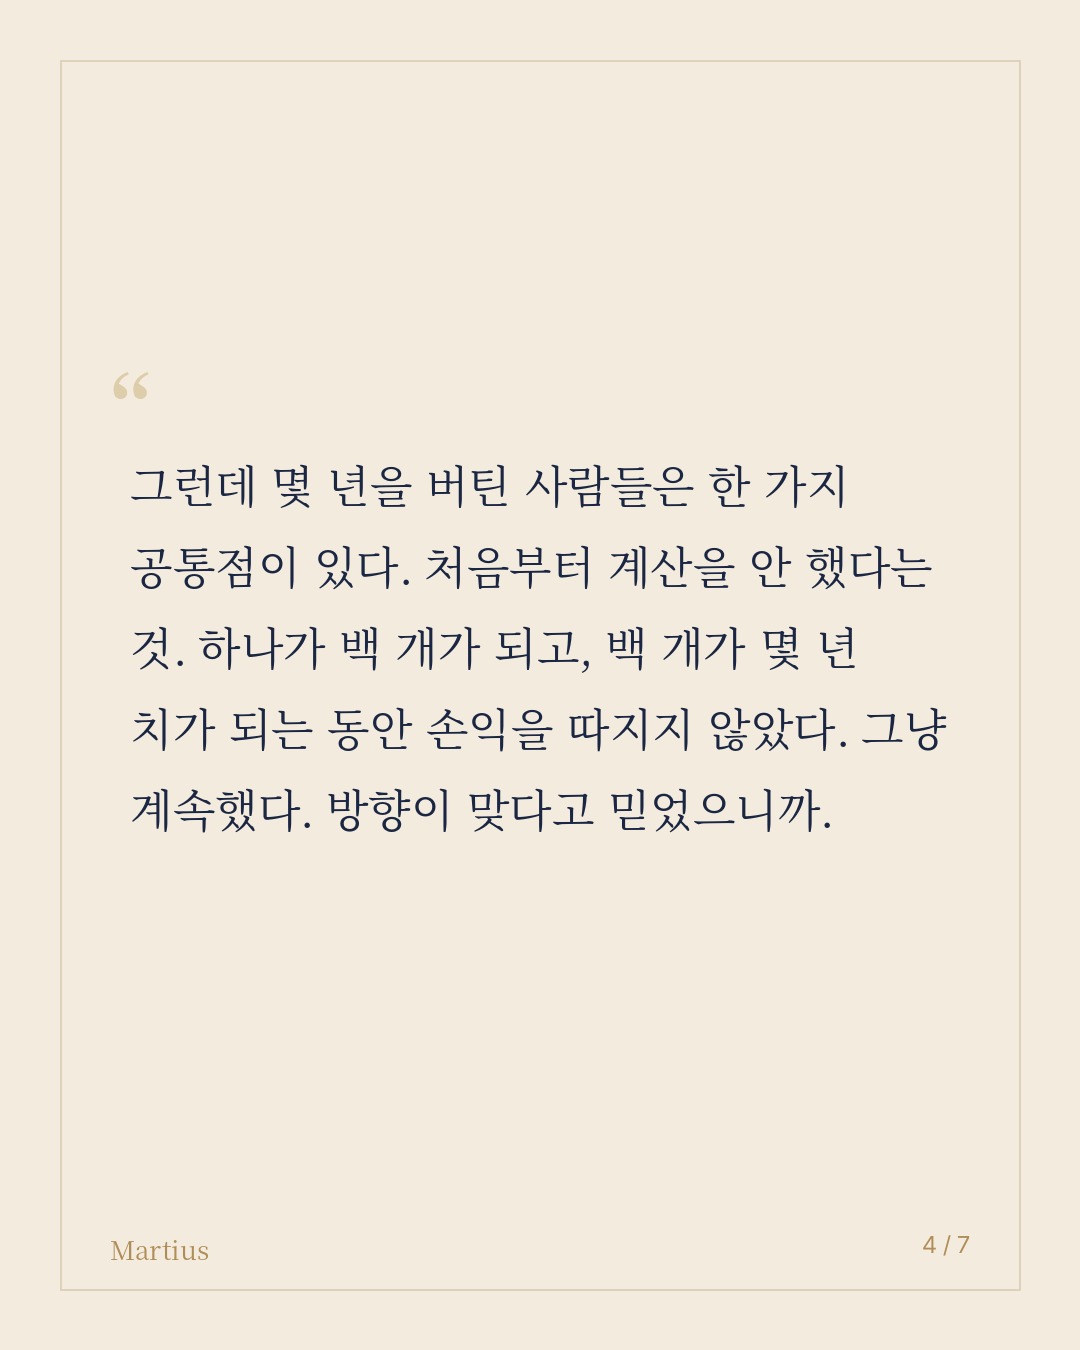 “
그런데 몇 년을 버틴 사람들은 한 가지
공통점이 있다. 처음부터 계산을 안 했다는
것. 하나가 백 개가 되고, 백 개가 몇 년
치가 되는 동안 손익을 따지지 않았다. 그냥
계속했다. 방향이 맞다고 믿었으니까.
Martius
4 / 7